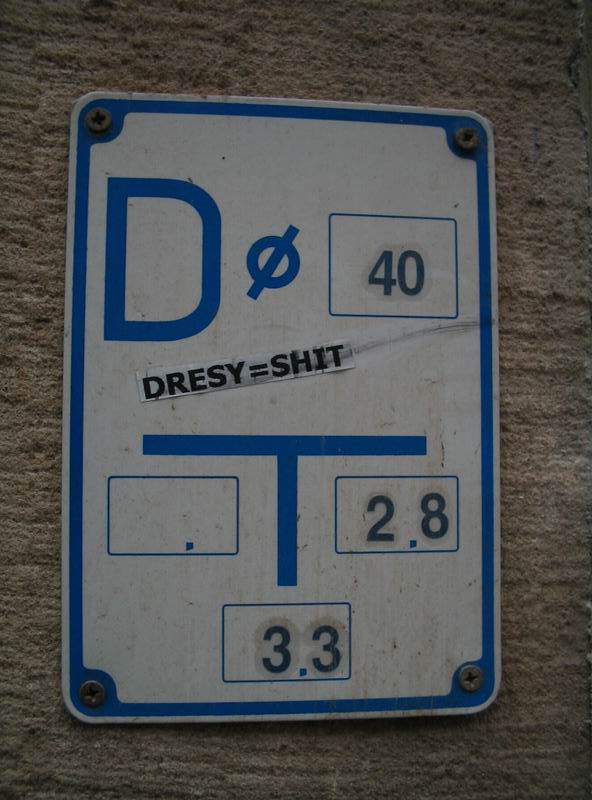 D ø 40
DRESY=SHIT
T
. 2.8
3.3